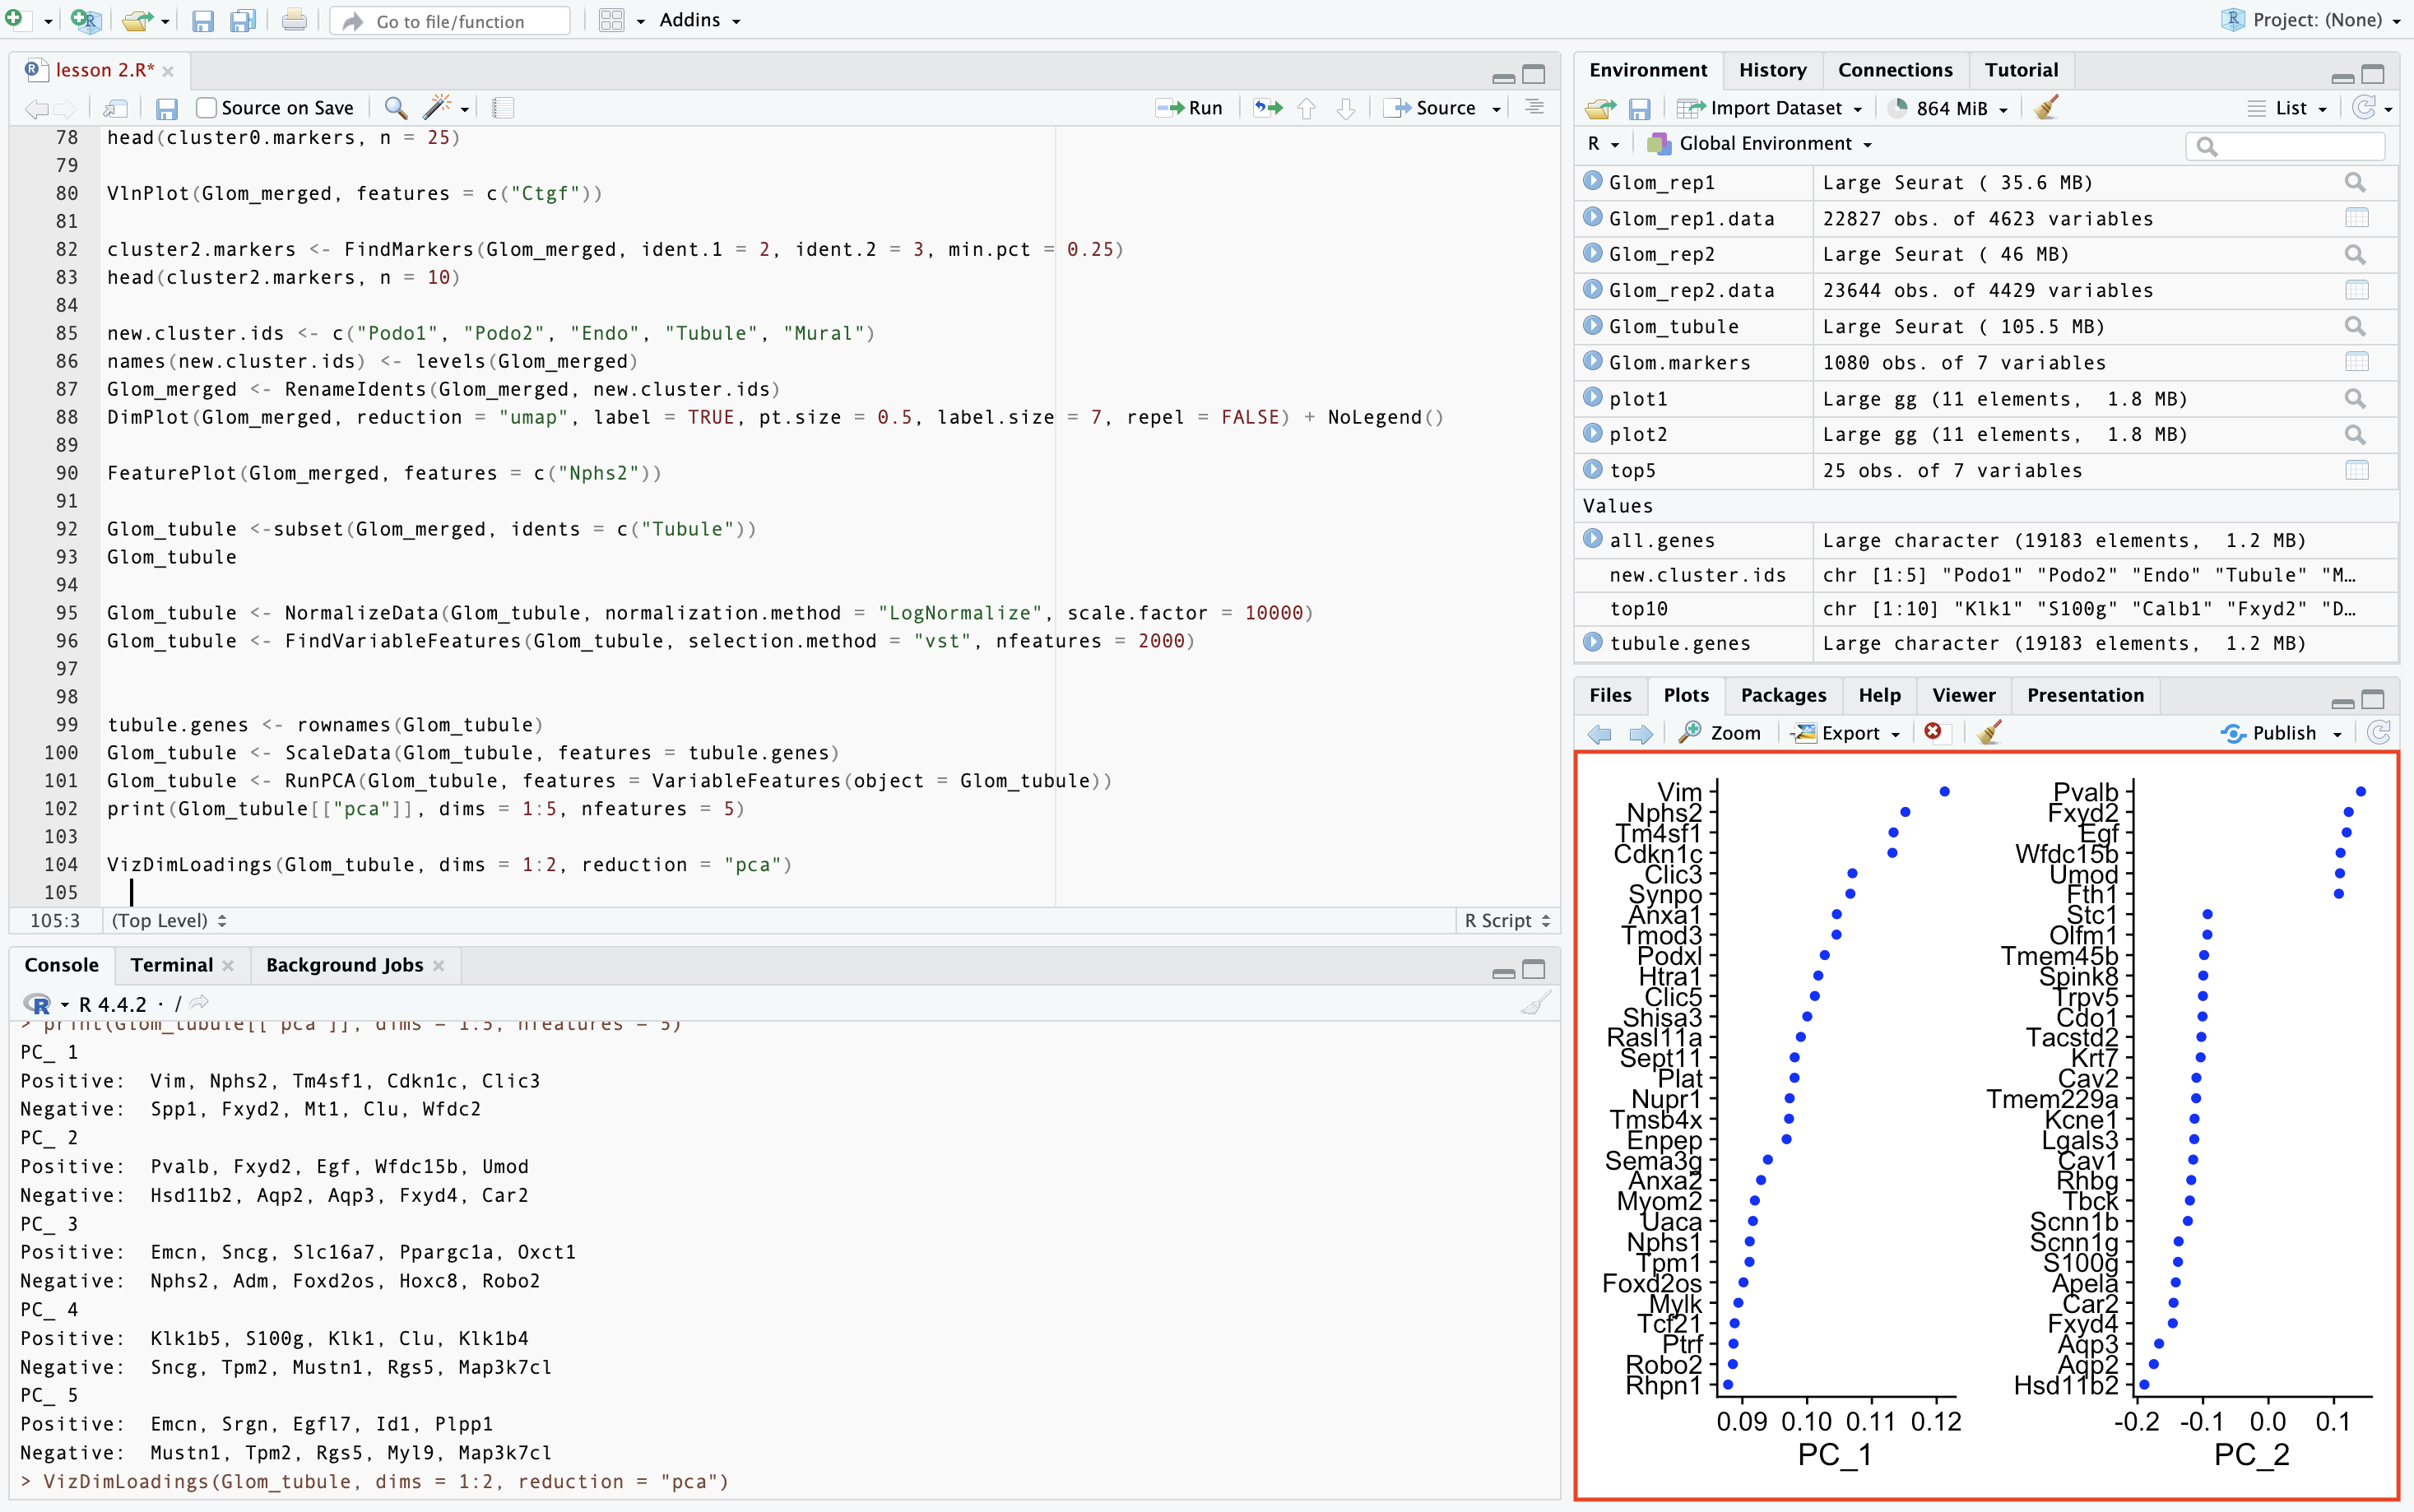 Go to file/function
Addins
Project: (None)
lesson 2.R*
Source on Save
Run
Source
78 head(cluster0.markers, n = 25)
79
80 VlnPlot(Glom_merged, features = c("Ctgf"))
81
82 cluster2.markers <- FindMarkers(Glom_merged, ident.1 = 2, ident.2 = 3, min.pct = 0.25)
83 head(cluster2.markers, n = 10)
84
85 new.cluster.ids <- c("Podo1", "Podo2", "Endo", "Tubule", "Mural")
86 names(new.cluster.ids) <- levels(Glom_merged)
87 Glom_merged <- RenameIdents(Glom_merged, new.cluster.ids)
88 DimPlot(Glom_merged, reduction = "umap", label = TRUE, pt.size = 0.5, label.size = 7, repel = FALSE) + NoLegend()
89
90 FeaturePlot(Glom_merged, features = c("Nphs2"))
91
92 Glom_tubule <-subset(Glom_merged, idents = c("Tubule"))
93 Glom_tubule
94
95 Glom_tubule <- NormalizeData(Glom_tubule, normalization.method = "LogNormalize", scale.factor = 10000)
96 Glom_tubule <- FindVariableFeatures(Glom_tubule, selection.method = "vst", nfeatures = 2000)
97
98
99 tubule.genes <- rownames(Glom_tubule)
100 Glom_tubule <- ScaleData(Glom_tubule, features = tubule.genes)
101 Glom_tubule <- RunPCA(Glom_tubule, features = VariableFeatures(object = Glom_tubule))
102 print(Glom_tubule[["pca"]], dims = 1:5, nfeatures = 5)
103
104 VizDimLoadings(Glom_tubule, dims = 1:2, reduction = "pca")
105
105:3 (Top Level) R Script
Console Terminal Background Jobs
R 4.4.2 · /
> print(Glom_tubule[["pca"]], dims = 1:5, nfeatures = 5)
PC_ 1
Positive: Vim, Nphs2, Tm4sf1, Cdkn1c, Clic3
Negative: Spp1, Fxyd2, Mt1, Clu, Wfdc2
PC_ 2
Positive: Pvalb, Fxyd2, Egf, Wfdc15b, Umod
Negative: Hsd11b2, Aqp2, Aqp3, Fxyd4, Car2
PC_ 3
Positive: Emcn, Sncg, Slc16a7, Ppargc1a, Oxct1
Negative: Nphs2, Adm, Foxd2os, Hoxc8, Robo2
PC_ 4
Positive: Klk1b5, S100g, Klk1, Clu, Klk1b4
Negative: Sncg, Tpm2, Mustn1, Rgs5, Map3k7cl
PC_ 5
Positive: Emcn, Srgn, Egfl7, Id1, Plpp1
Negative: Mustn1, Tpm2, Rgs5, Myl9, Map3k7cl
> VizDimLoadings(Glom_tubule, dims = 1:2, reduction = "pca")
Environment History Connections Tutorial
Import Dataset 864 MiB List
R Global Environment
Glom_rep1 Large Seurat ( 35.6 MB)
Glom_rep1.data 22827 obs. of 4623 variables
Glom_rep2 Large Seurat ( 46 MB)
Glom_rep2.data 23644 obs. of 4429 variables
Glom_tubule Large Seurat ( 105.5 MB)
Glom.markers 1080 obs. of 7 variables
plot1 Large gg (11 elements, 1.8 MB)
plot2 Large gg (11 elements, 1.8 MB)
top5 25 obs. of 7 variables
Values
all.genes Large character (19183 elements, 1.2 MB)
new.cluster.ids chr [1:5] "Podo1" "Podo2" "Endo" "Tubule" "M…
top10 chr [1:10] "Klk1" "S100g" "Calb1" "Fxyd2" "D…
tubule.genes Large character (19183 elements, 1.2 MB)
Files Plots Packages Help Viewer Presentation
Zoom Export Publish
Vim
Nphs2
Tm4sf1
Cdkn1c
Clic3
Synpo
Anxa1
Tmod3
Podxl
Htra1
Clic5
Shisa3
Rasl11a
Sept11
Plat
Nupr1
Tmsb4x
Enpep
Sema3g
Anxa2
Myom2
Uaca
Nphs1
Tpm1
Foxd2os
Mylk
Tcf21
Ptrf
Robo2
Rhpn1
0.09 0.10 0.11 0.12
PC_1
Pvalb
Fxyd2
Egf
Wfdc15b
Umod
Fth1
Stc1
Olfm1
Tmem45b
Spink8
Trpv5
Cdo1
Tacstd2
Krt7
Cav2
Tmem229a
Kcne1
Lgals3
Cav1
Rhbg
Tbck
Scnn1b
Scnn1g
S100g
Apela
Car2
Fxyd4
Aqp3
Aqp2
Hsd11b2
-0.2 -0.1 0.0 0.1
PC_2